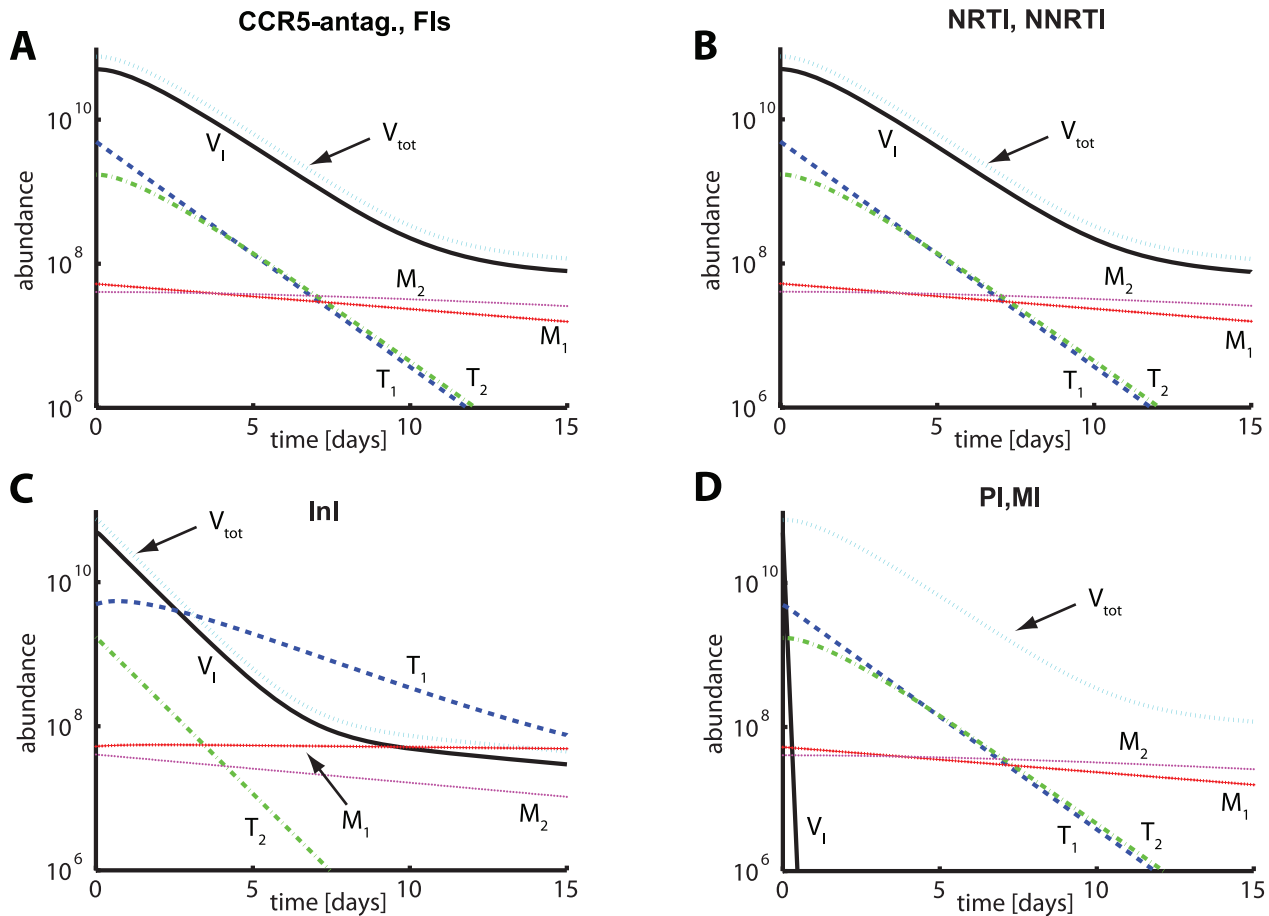 A
CCR5-antag., FIs
abundance
10^10
10^8
10^6
V_I
V_tot
M_2
M_1
T_1
T_2
0
5
10
15
time [days]
B
NRTI, NNRTI
abundance
10^10
10^8
10^6
V_I
V_tot
M_2
M_1
T_1
T_2
0
5
10
15
time [days]
C
InI
abundance
10^10
10^8
10^6
V_tot
V_I
T_1
T_2
M_1
M_2
0
5
10
15
time [days]
D
PI,MI
abundance
10^10
10^8
10^6
V_tot
V_I
M_2
M_1
T_1
T_2
0
5
10
15
time [days]